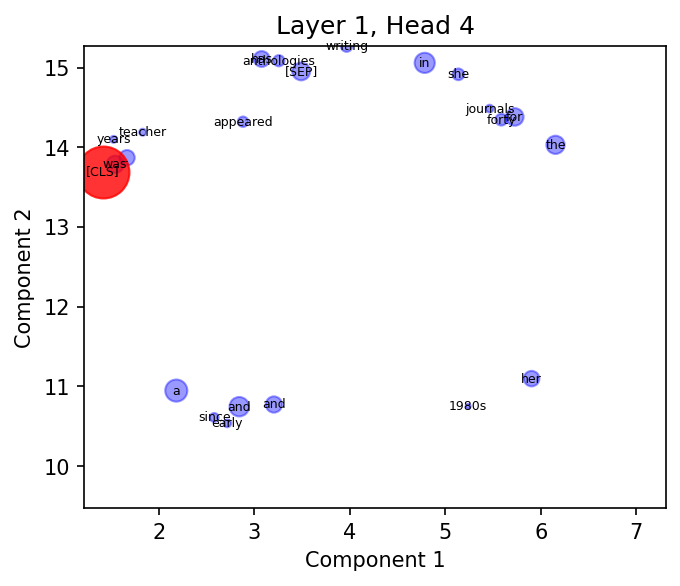 Layer 1, Head 4
writing
has
anthologies
[SEP]
in
she
appeared
journals
forty
for
teacher
years
the
was
[CLS]
a
since
early
and
and
1980s
her
15
14
13
12
11
10
Component 2
2
3
4
5
6
7
Component 1